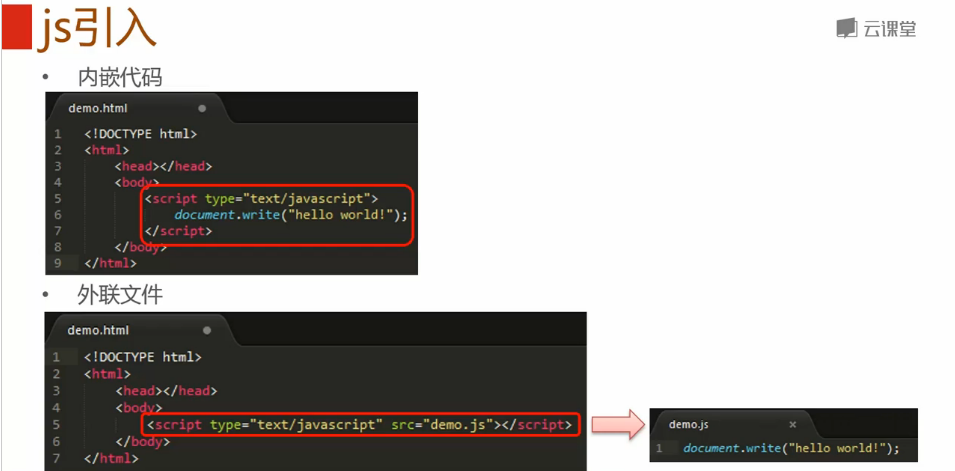 js引入
云课堂
• 内嵌代码
demo.html
1 <!DOCTYPE html>
2 <html>
3 <head></head>
4 <body>
5 <script type="text/javascript">
6 document.write("hello world!");
7 </script>
8 </body>
9 </html>
• 外联文件
demo.html
1 <!DOCTYPE html>
2 <html>
3 <head></head>
4 <body>
5 <script type="text/javascript" src="demo.js"></script>
6 </body>
7 </html>
demo.js ×
1 document.write("hello world!");